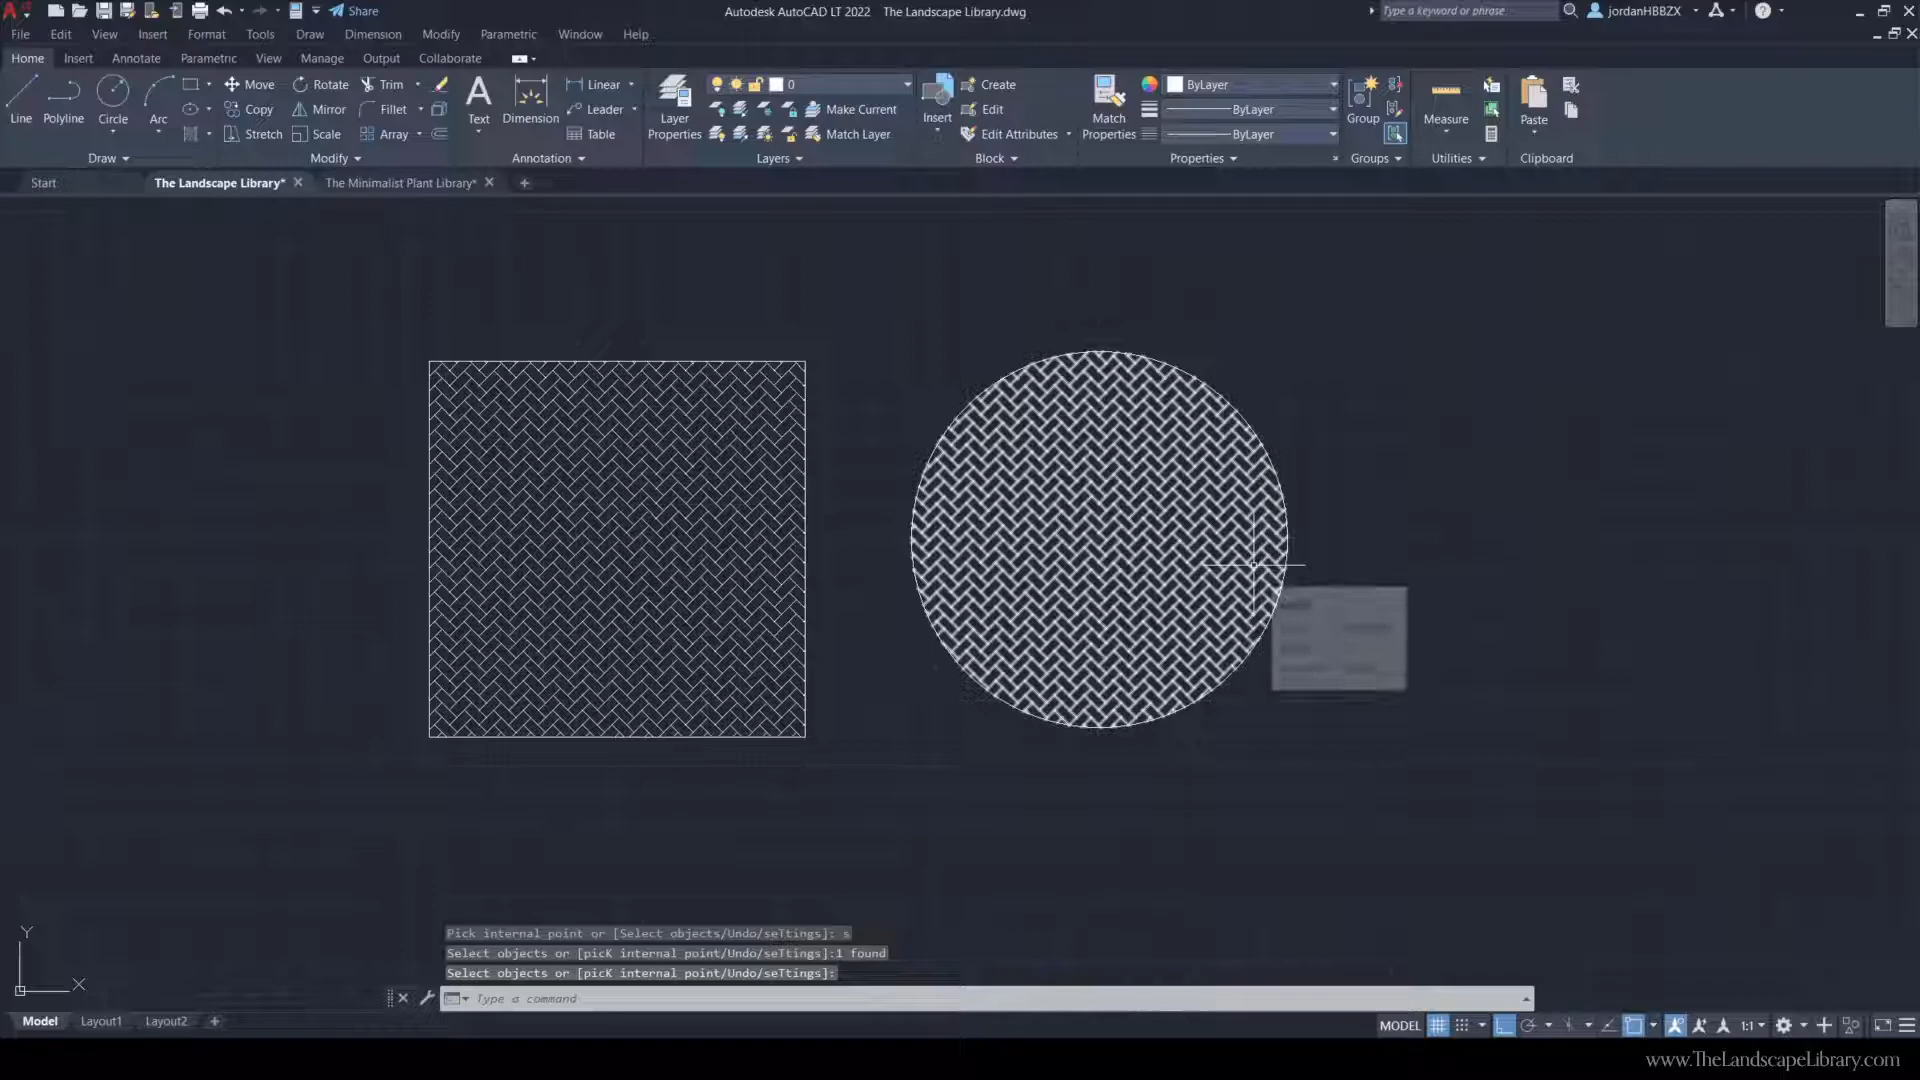 Share
Autodesk AutoCAD LT 2022 The Landscape Library.dwg
Type a keyword or phrase
jordanHBBZX
File Edit View Insert Format Tools Draw Dimension Modify Parametric Window Help
Home Insert Annotate Parametric View Manage Output Collaborate
Line Polyline Circle Arc
Move Rotate Trim
Copy Mirror Fillet
Stretch Scale Array
Text Dimension
Linear
Leader
Table
Layer Properties
0
Make Current
Match Layer
Insert
Create
Edit
Edit Attributes
Match Properties
ByLayer
ByLayer
ByLayer
Group Measure Paste
Draw Modify Annotation Layers Block Properties Groups Utilities Clipboard
Start The Landscape Library* The Minimalist Plant Library*
Y
X
Pick internal point or [Select objects/Undo/seTtings]: s
Select objects or [picK internal point/Undo/seTtings]:1 found
Select objects or [picK internal point/Undo/seTtings]:
Type a command
Model Layout1 Layout2 +
MODEL 1:1
www.TheLandscapeLibrary.com